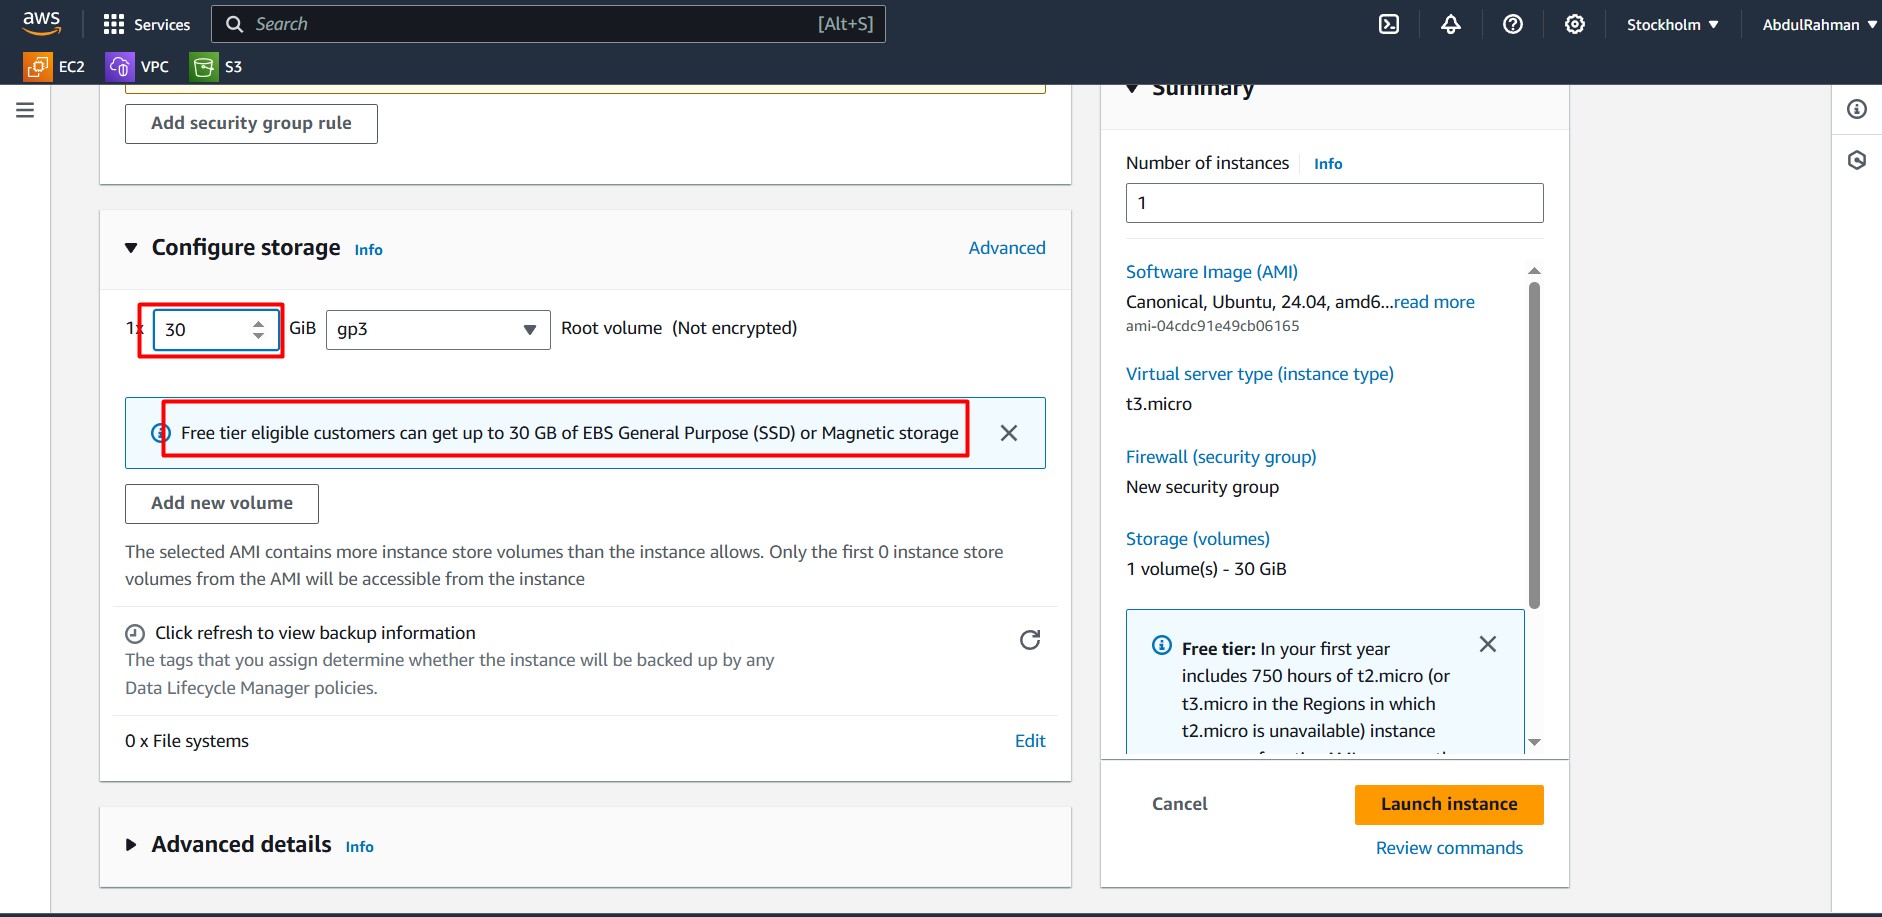 aws
Services
Search
[Alt+S]
Stockholm
AbdulRahman
EC2
VPC
S3
Add security group rule
Configure storage
Info
Advanced
1x
30
GiB
gp3
Root volume (Not encrypted)
Free tier eligible customers can get up to 30 GB of EBS General Purpose (SSD) or Magnetic storage
Add new volume
The selected AMI contains more instance store volumes than the instance allows. Only the first 0 instance store
volumes from the AMI will be accessible from the instance
Click refresh to view backup information
The tags that you assign determine whether the instance will be backed up by any
Data Lifecycle Manager policies.
0 x File systems
Edit
Advanced details
Info
Summary
Number of instances
Info
1
Software Image (AMI)
Canonical, Ubuntu, 24.04, amd6...read more
ami-04cdc91e49cb06165
Virtual server type (instance type)
t3.micro
Firewall (security group)
New security group
Storage (volumes)
1 volume(s) - 30 GiB
Free tier: In your first year
includes 750 hours of t2.micro (or
t3.micro in the Regions in which
t2.micro is unavailable) instance
Cancel
Launch instance
Review commands